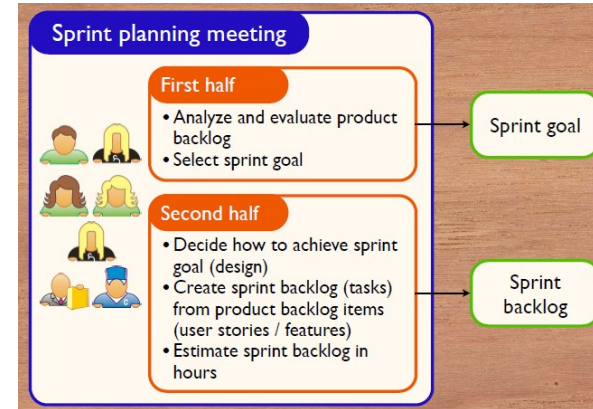 Sprint planning meeting
First half
• Analyze and evaluate product
backlog
• Select sprint goal
Sprint goal
Second half
• Decide how to achieve sprint
goal (design)
• Create sprint backlog (tasks)
from product backlog items
(user stories / features)
• Estimate sprint backlog in
hours
Sprint
backlog